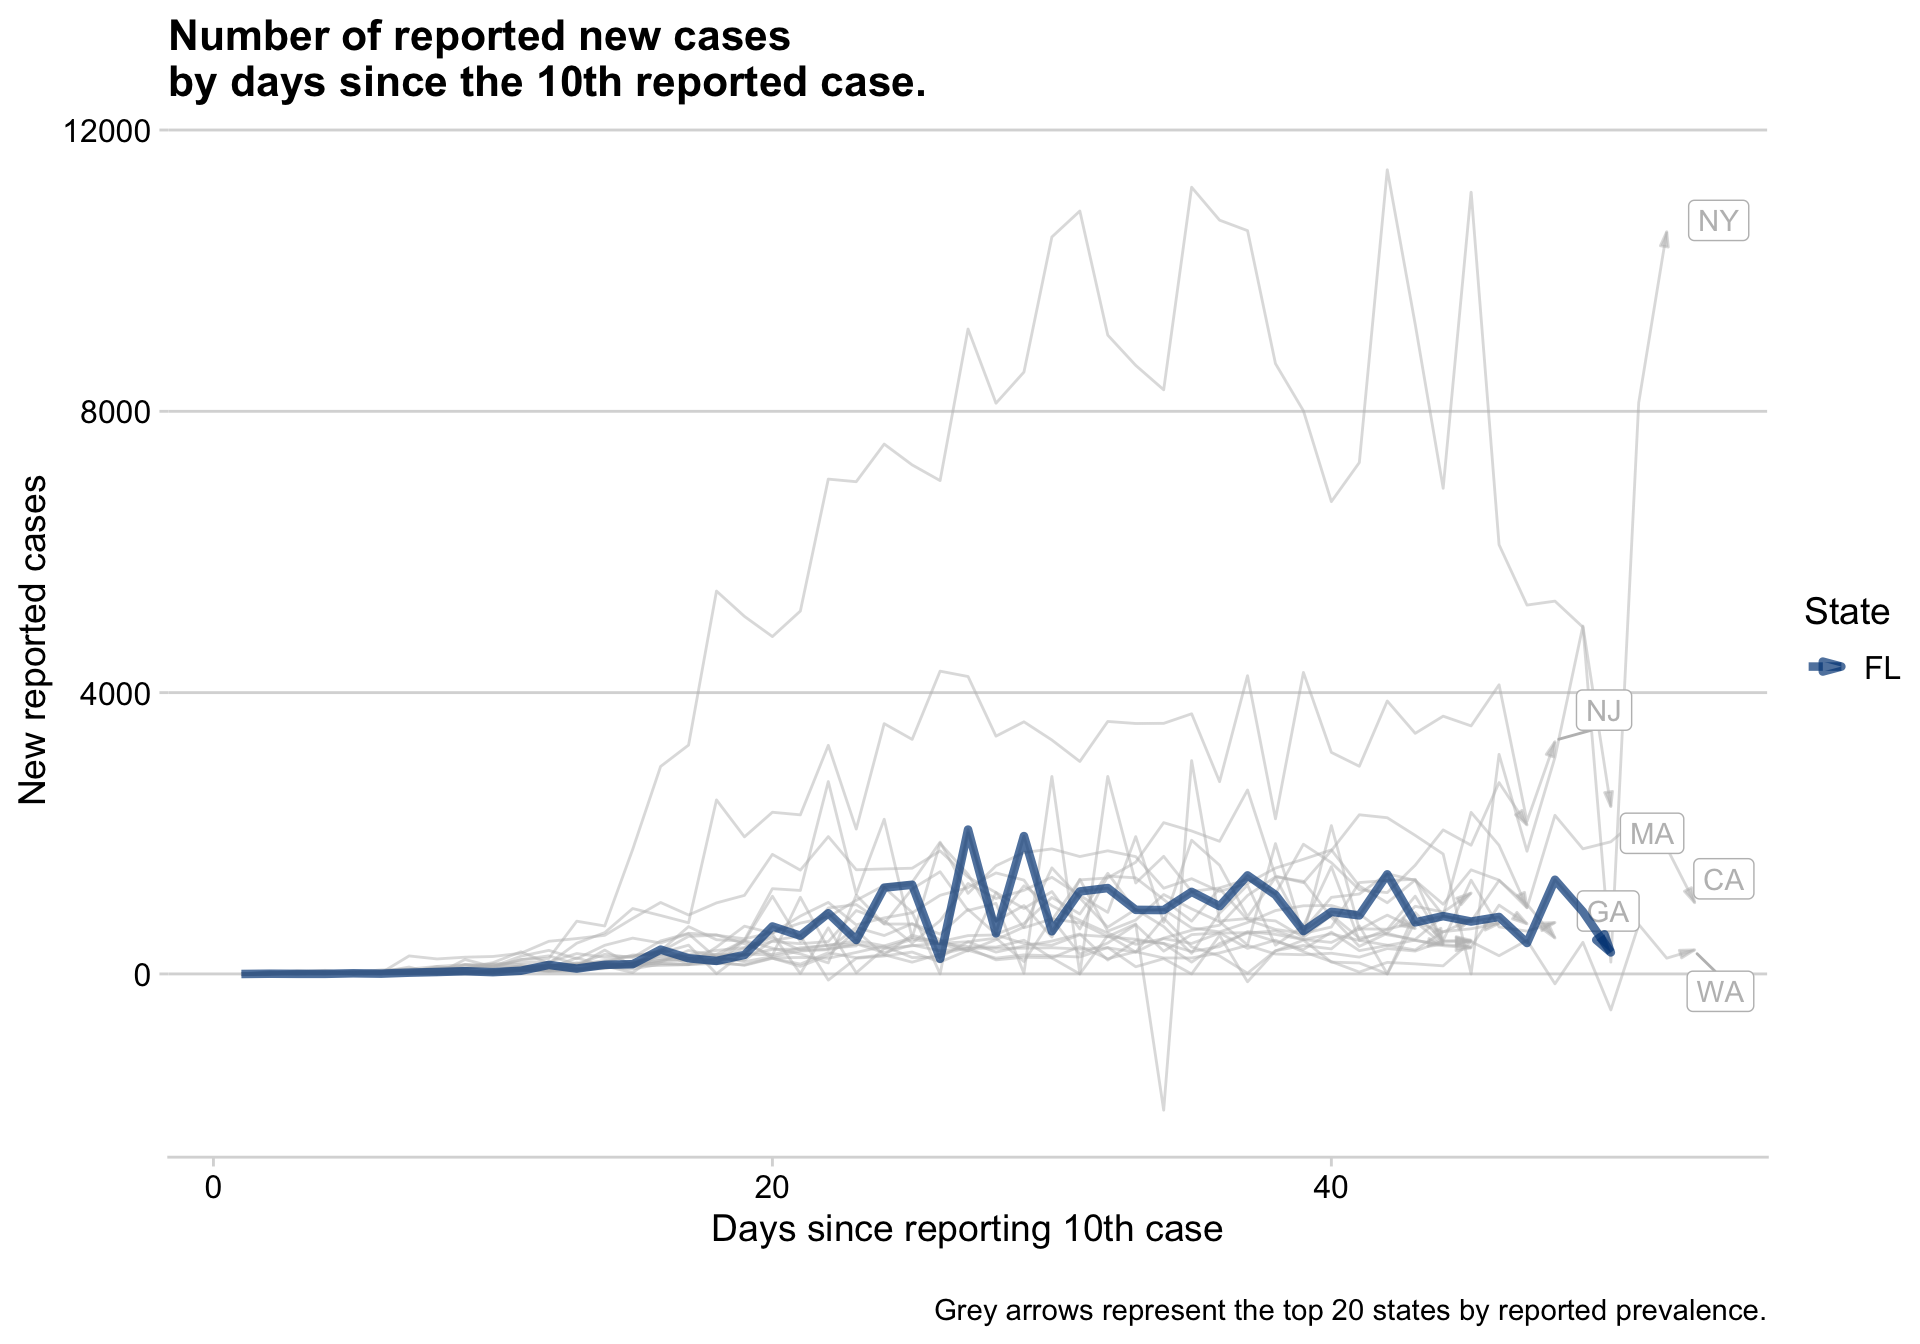 Number of reported new cases
by days since the 10th reported case.
12000
8000
4000
0
New reported cases
NY
NJ
MA
CA
GA
WA
State
FL
0
20
40
Days since reporting 10th case
Grey arrows represent the top 20 states by reported prevalence.